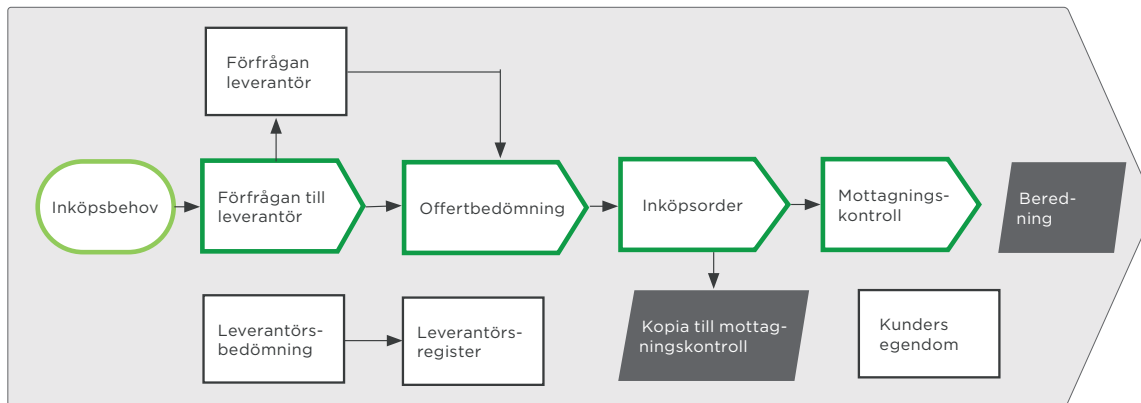 Förfrågan
leverantör
Inköpsbehov
Förfrågan till
leverantör
Offertbedömning
Inköpsorder
Mottagnings-
kontroll
Bered-
ning
Leverantörs-
bedömning
Leverantörs-
register
Kopia till mottag-
ningskontroll
Kunders
egendom